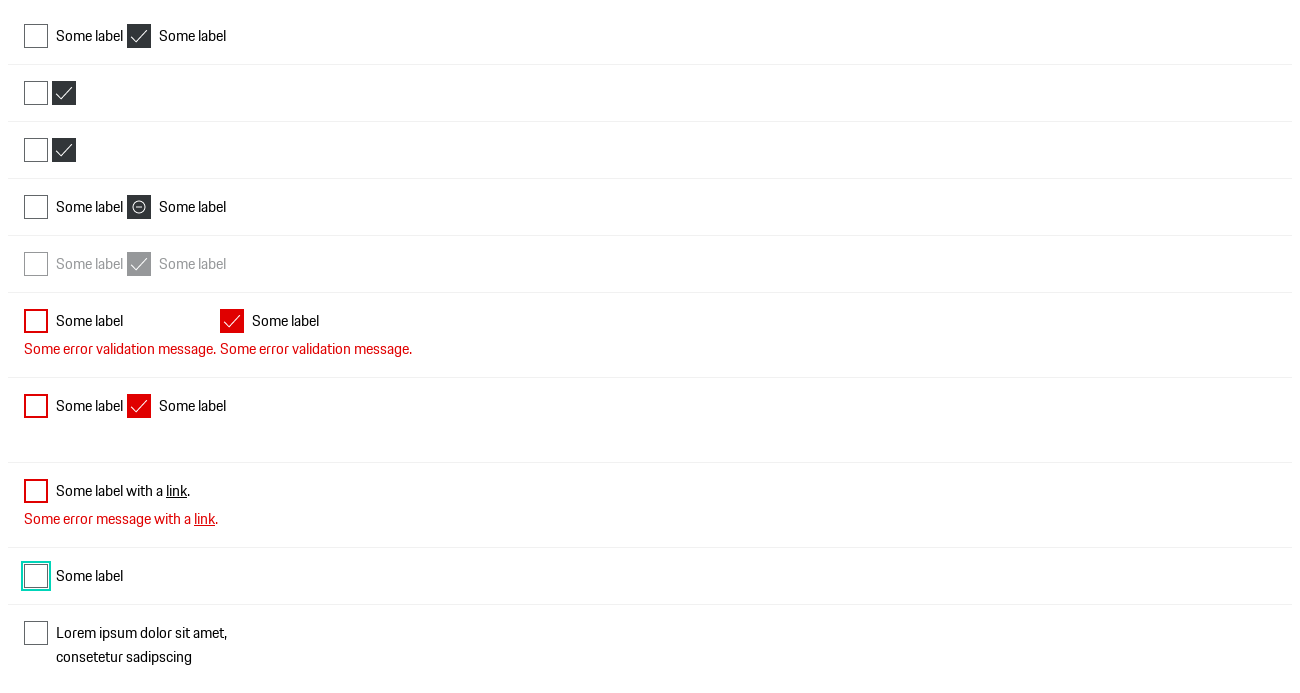 Some label Some label
Some label Some label
Some label Some label
Some label Some label
Some error validation message. Some error validation message.
Some label Some label
Some label with a link.
Some error message with a link.
Some label
Lorem ipsum dolor sit amet,
consetetur sadipscing